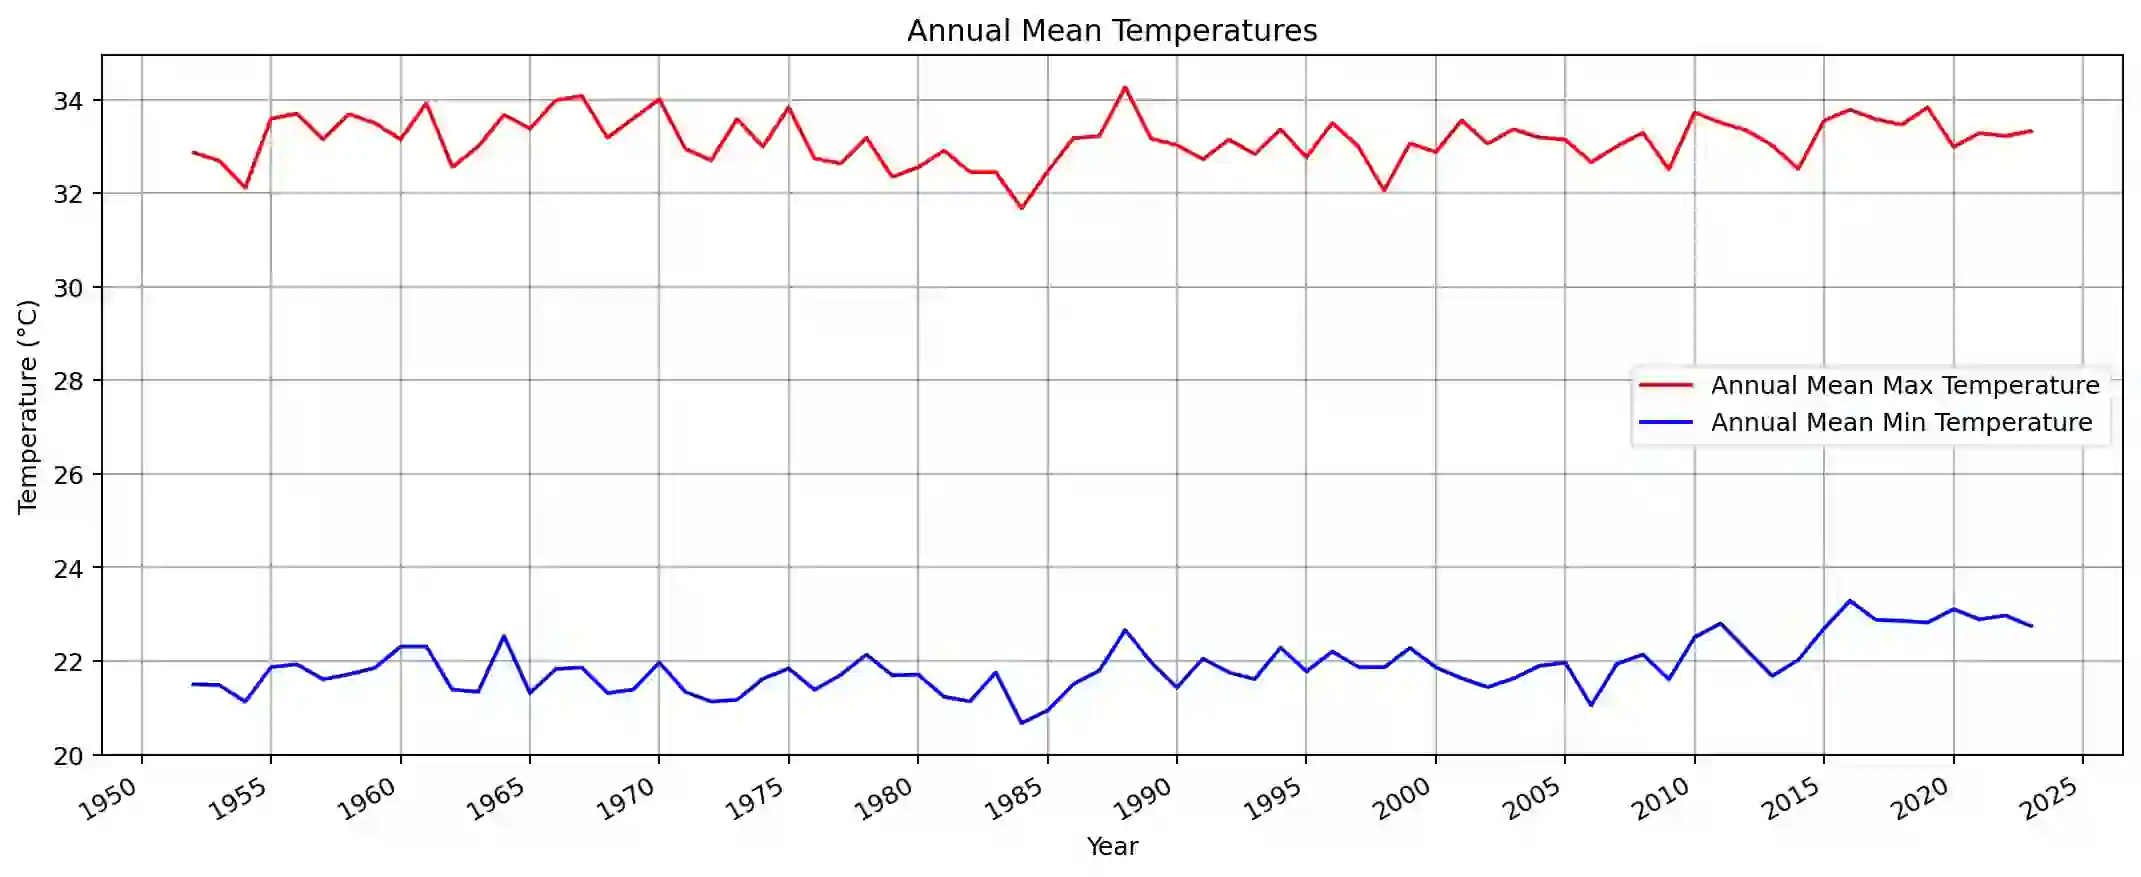 Annual Mean Temperatures
34
32
30
28
26
24
22
20
Temperature (°C)
Annual Mean Max Temperature
Annual Mean Min Temperature
1950 1955 1960 1965 1970 1975 1980 1985 1990 1995 2000 2005 2010 2015 2020 2025
Year